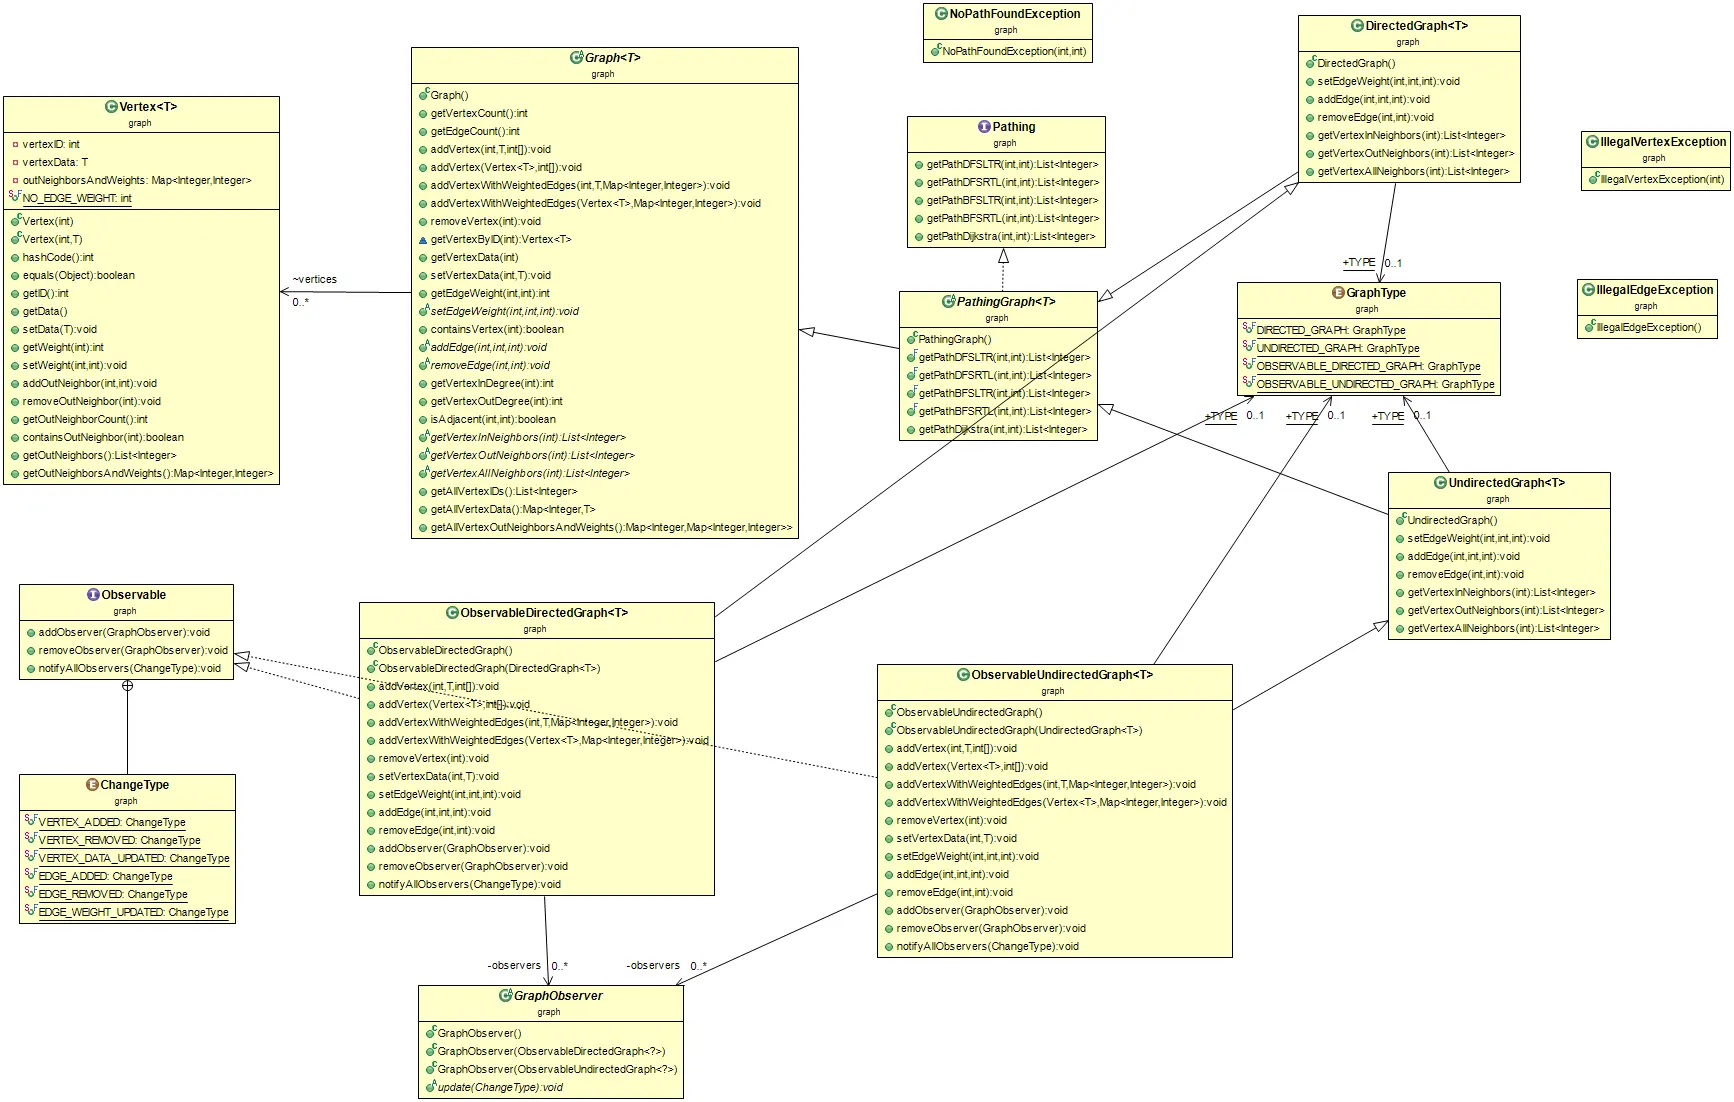 NoPathFoundException
graph
NoPathFoundException(int,int)
DirectedGraph<T>
graph
DirectedGraph()
setEdgeWeight(int,int,int):void
addEdge(int,int,int):void
removeEdge(int,int):void
getVertexInNeighbors(int):List<Integer>
getVertexOutNeighbors(int):List<Integer>
getVertexAllNeighbors(int):List<Integer>
Graph<T>
graph
Graph()
getVertexCount():int
getEdgeCount():int
addVertex(int,T,int[]):void
addVertex(Vertex<T>,int[]):void
addVertexWithWeightedEdges(int,T,Map<Integer,Integer>):void
addVertexWithWeightedEdges(Vertex<T>,Map<Integer,Integer>):void
removeVertex(int):void
getVertexByID(int):Vertex<T>
getVertexData(int)
setVertexData(int,T):void
getEdgeWeight(int,int):int
setEdgeWeight(int,int,int):void
containsVertex(int):boolean
addEdge(int,int,int):void
removeEdge(int,int):void
getVertexInDegree(int):int
getVertexOutDegree(int):int
isAdjacent(int,int):boolean
getVertexInNeighbors(int):List<Integer>
getVertexOutNeighbors(int):List<Integer>
getVertexAllNeighbors(int):List<Integer>
getAllVertexIDs():List<Integer>
getAllVertexData():Map<Integer,T>
getAllVertexOutNeighborsAndWeights():Map<Integer,Map<Integer,Integer>>
Vertex<T>
graph
vertexID: int
vertexData: T
outNeighborsAndWeights: Map<Integer,Integer>
NO_EDGE_WEIGHT: int
Vertex(int)
Vertex(int,T)
hashCode():int
equals(Object):boolean
getID():int
getData()
setData(T):void
getWeight(int):int
setWeight(int,int):void
addOutNeighbor(int,int):void
removeOutNeighbor(int):void
getOutNeighborCount():int
containsOutNeighbor(int):boolean
getOutNeighbors():List<Integer>
getOutNeighborsAndWeights():Map<Integer,Integer>
~vertices
0..*
Pathing
graph
getPathDFSLTR(int,int):List<Integer>
getPathDFSRTL(int,int):List<Integer>
getPathBFSLTR(int,int):List<Integer>
getPathBFSRTL(int,int):List<Integer>
getPathDijkstra(int,int):List<Integer>
IllegalVertexException
graph
IllegalVertexException(int)
PathingGraph<T>
graph
PathingGraph()
getPathDFSLTR(int,int):List<Integer>
getPathDFSRTL(int,int):List<Integer>
getPathBFSLTR(int,int):List<Integer>
getPathBFSRTL(int,int):List<Integer>
getPathDijkstra(int,int):List<Integer>
+TYPE 0..1
GraphType
graph
DIRECTED_GRAPH: GraphType
UNDIRECTED_GRAPH: GraphType
OBSERVABLE_DIRECTED_GRAPH: GraphType
OBSERVABLE_UNDIRECTED_GRAPH: GraphType
IllegalEdgeException
graph
IllegalEdgeException()
+TYPE 0..1 +TYPE 0..1 +TYPE 0..1
UndirectedGraph<T>
graph
UndirectedGraph()
setEdgeWeight(int,int,int):void
addEdge(int,int,int):void
removeEdge(int,int):void
getVertexInNeighbors(int):List<Integer>
getVertexOutNeighbors(int):List<Integer>
getVertexAllNeighbors(int):List<Integer>
Observable
graph
addObserver(GraphObserver):void
removeObserver(GraphObserver):void
notifyAllObservers(ChangeType):void
ChangeType
graph
VERTEX_ADDED: ChangeType
VERTEX_REMOVED: ChangeType
VERTEX_DATA_UPDATED: ChangeType
EDGE_ADDED: ChangeType
EDGE_REMOVED: ChangeType
EDGE_WEIGHT_UPDATED: ChangeType
ObservableDirectedGraph<T>
graph
ObservableDirectedGraph()
ObservableDirectedGraph(DirectedGraph<T>)
addVertex(int,T,int[]):void
addVertex(Vertex<T>,int[]):void
addVertexWithWeightedEdges(int,T,Map<Integer,Integer>):void
addVertexWithWeightedEdges(Vertex<T>,Map<Integer,Integer>):void
removeVertex(int):void
setVertexData(int,T):void
setEdgeWeight(int,int,int):void
addEdge(int,int,int):void
removeEdge(int,int):void
addObserver(GraphObserver):void
removeObserver(GraphObserver):void
notifyAllObservers(ChangeType):void
ObservableUndirectedGraph<T>
graph
ObservableUndirectedGraph()
ObservableUndirectedGraph(UndirectedGraph<T>)
addVertex(int,T,int[]):void
addVertex(Vertex<T>,int[]):void
addVertexWithWeightedEdges(int,T,Map<Integer,Integer>):void
addVertexWithWeightedEdges(Vertex<T>,Map<Integer,Integer>):void
removeVertex(int):void
setVertexData(int,T):void
setEdgeWeight(int,int,int):void
addEdge(int,int,int):void
removeEdge(int,int):void
addObserver(GraphObserver):void
removeObserver(GraphObserver):void
notifyAllObservers(ChangeType):void
-observers 0..* -observers 0..*
GraphObserver
graph
GraphObserver()
GraphObserver(ObservableDirectedGraph<?>)
GraphObserver(ObservableUndirectedGraph<?>)
update(ChangeType):void